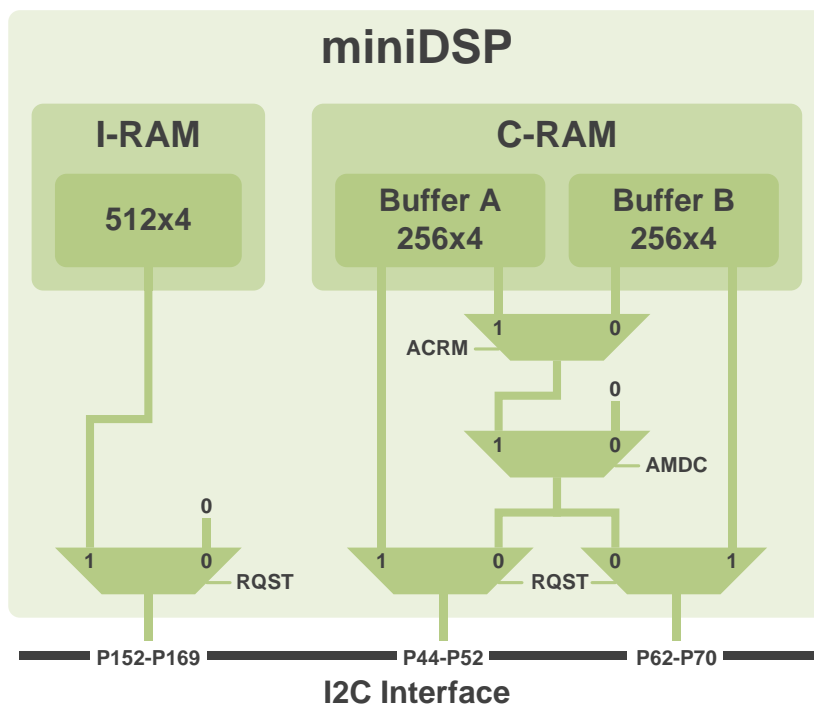 miniDSP
I-RAM
C-RAM
512x4
Buffer A
256x4
Buffer B
256x4
1
0
ACRM
0
1
0
AMDC
0
1
0
RQST
1
0
RQST
0
1
P152-P169
P44-P52
P62-P70
I2C Interface